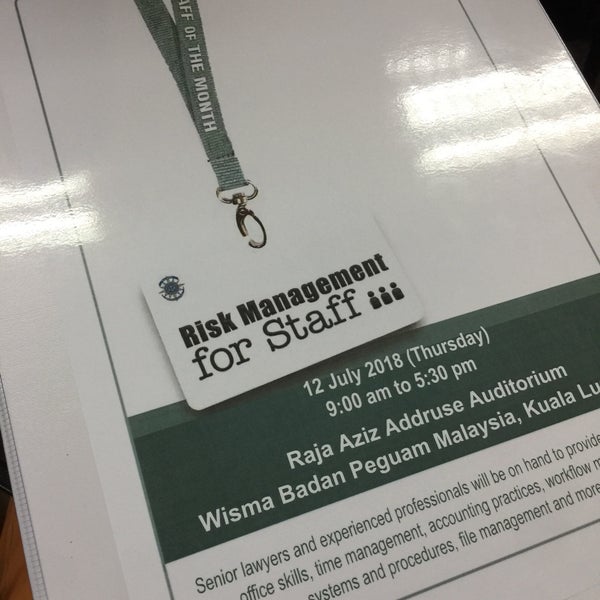 FF OF THE MONTH
Risk Management
for Staff
12 July 2018 (Thursday)
9:00 am to 5:30 pm
Raja Aziz Addruse Auditorium
Wisma Badan Peguam Malaysia, Kuala Lu
Senior lawyers and experienced professionals will be on hand to provide
office skills, time management, accounting practices, workflow m
systems and procedures, file management and more